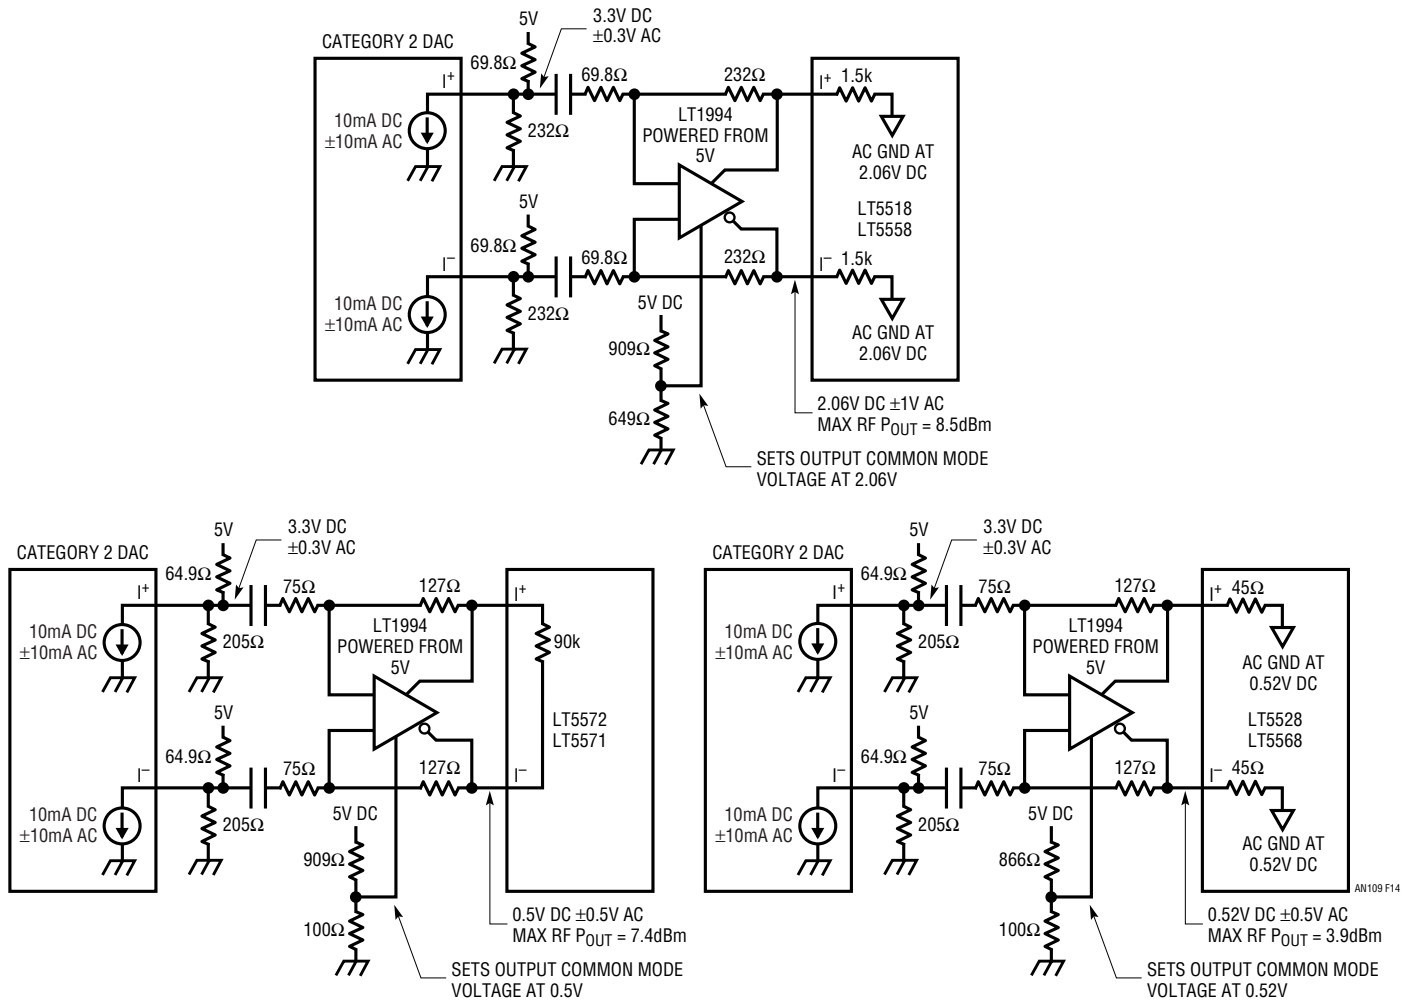 CATEGORY 2 DAC
5V
3.3V DC
±0.3V AC
69.8Ω
69.8Ω
232Ω
I+
1.5k
I+
10mA DC
±10mA AC
232Ω
LT1994
POWERED FROM
5V
AC GND AT
2.06V DC
5V
LT5518
LT5558
69.8Ω
69.8Ω
232Ω
I–
1.5k
I–
10mA DC
±10mA AC
232Ω
5V DC
AC GND AT
2.06V DC
909Ω
649Ω
2.06V DC ±1V AC
MAX RF POUT = 8.5dBm
SETS OUTPUT COMMON MODE
VOLTAGE AT 2.06V
CATEGORY 2 DAC
5V
3.3V DC
±0.3V AC
64.9Ω
75Ω
127Ω
I+
I+
10mA DC
±10mA AC
205Ω
LT1994
POWERED FROM
5V
90k
5V
LT5572
LT5571
64.9Ω
75Ω
127Ω
I–
I–
10mA DC
±10mA AC
205Ω
5V DC
909Ω
100Ω
0.5V DC ±0.5V AC
MAX RF POUT = 7.4dBm
SETS OUTPUT COMMON MODE
VOLTAGE AT 0.5V
CATEGORY 2 DAC
5V
3.3V DC
±0.3V AC
64.9Ω
75Ω
127Ω
I+
45Ω
I+
10mA DC
±10mA AC
205Ω
LT1994
POWERED FROM
5V
AC GND AT
0.52V DC
5V
LT5528
LT5568
64.9Ω
75Ω
127Ω
I–
45Ω
I–
10mA DC
±10mA AC
205Ω
5V DC
AC GND AT
0.52V DC
866Ω
100Ω
AN109 F14
0.52V DC ±0.5V AC
MAX RF POUT = 3.9dBm
SETS OUTPUT COMMON MODE
VOLTAGE AT 0.52V